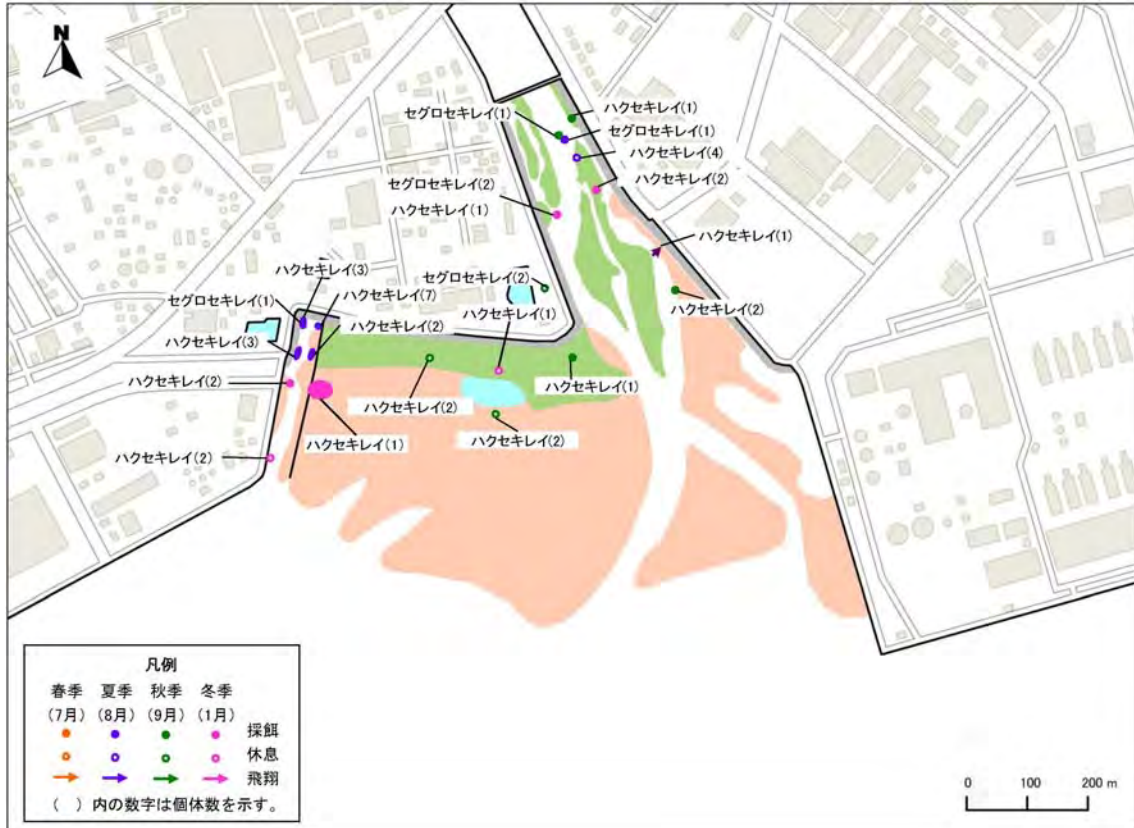 N
ハクセキレイ(1)
セグロセキレイ(1)
セグロセキレイ(1)
ハクセキレイ(4)
ハクセキレイ(2)
セグロセキレイ(2)
ハクセキレイ(1)
ハクセキレイ(1)
ハクセキレイ(3)
セグロセキレイ(2)
セグロセキレイ(1)
ハクセキレイ(7)
ハクセキレイ(2)
ハクセキレイ(1)
ハクセキレイ(2)
ハクセキレイ(3)
ハクセキレイ(2)
ハクセキレイ(1)
ハクセキレイ(2)
ハクセキレイ(2)
ハクセキレイ(1)
ハクセキレイ(2)
凡例
春季 夏季 秋季 冬季
(7月) (8月) (9月) (1月)
採餌
休息
飛翔
( ) 内の数字は個体数を示す。
0 100 200 m